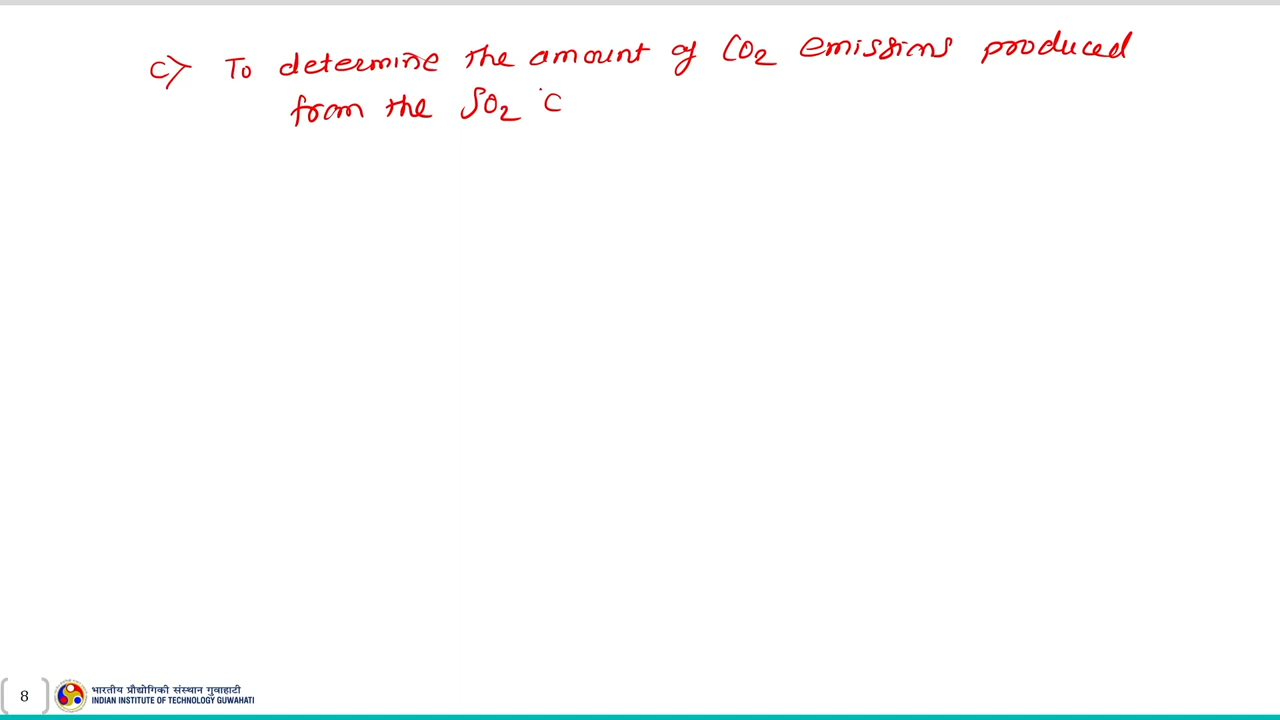 c) To determine the amount of CO2 emissions produced
from the SO2 C
8
भारतीय प्रौद्योगिकी संस्थान गुवाहाटी
INDIAN INSTITUTE OF TECHNOLOGY GUWAHATI